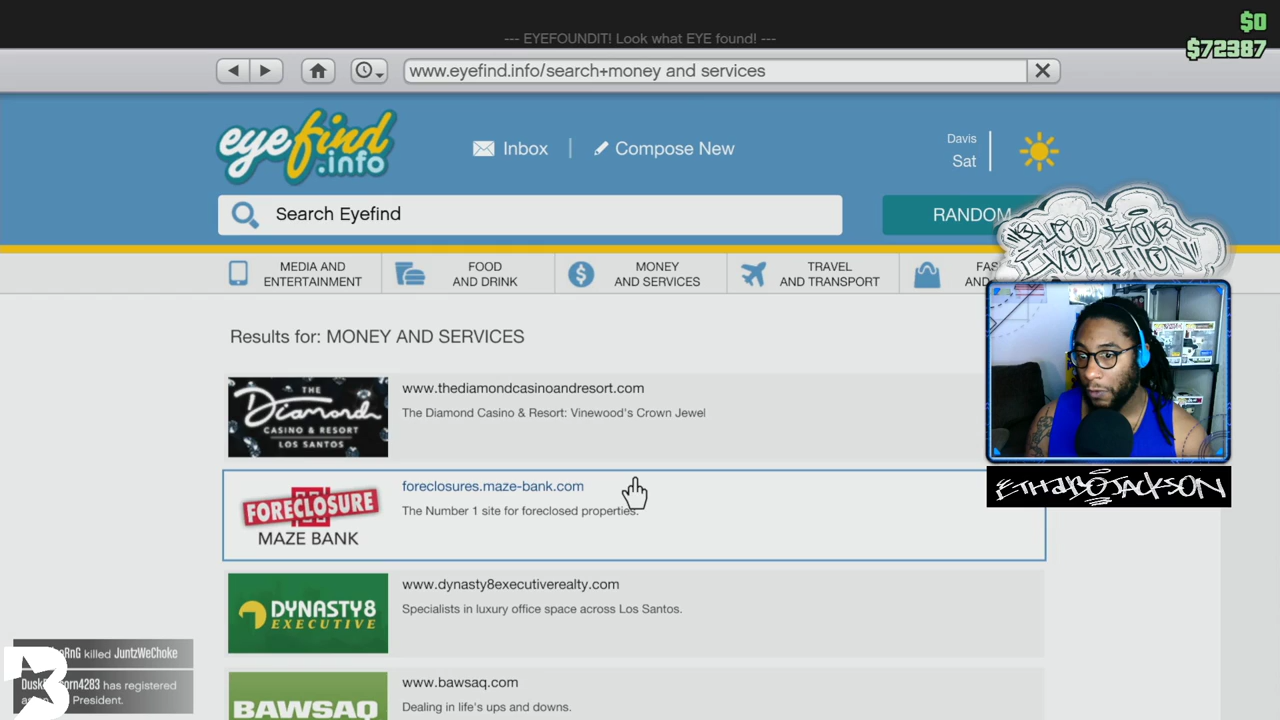 $0
$72387
--- EYEFOUNDIT! Look what EYE found! ---
www.eyefind.info/search+money and services
eyefind.info
Inbox
Compose New
Davis
Sat
Search Eyefind
RANDOM
MEDIA AND ENTERTAINMENT
FOOD AND DRINK
MONEY AND SERVICES
TRAVEL AND TRANSPORT
EVOLUTION
Results for: MONEY AND SERVICES
THE
Diamond
CASINO & RESORT
LOS SANTOS
www.thediamondcasinoandresort.com
The Diamond Casino & Resort: Vinewood's Crown Jewel
FORECLOSURE
MAZE BANK
foreclosures.maze-bank.com
The Number 1 site for foreclosed properties.
ETHDBOJACKSON
DYNASTY8
EXECUTIVE
www.dynasty8executiverealty.com
Specialists in luxury office space across Los Santos.
BAWSAQ
www.bawsaq.com
Dealing in life's ups and downs.
killed JuntzWeChoke
has registered
President.